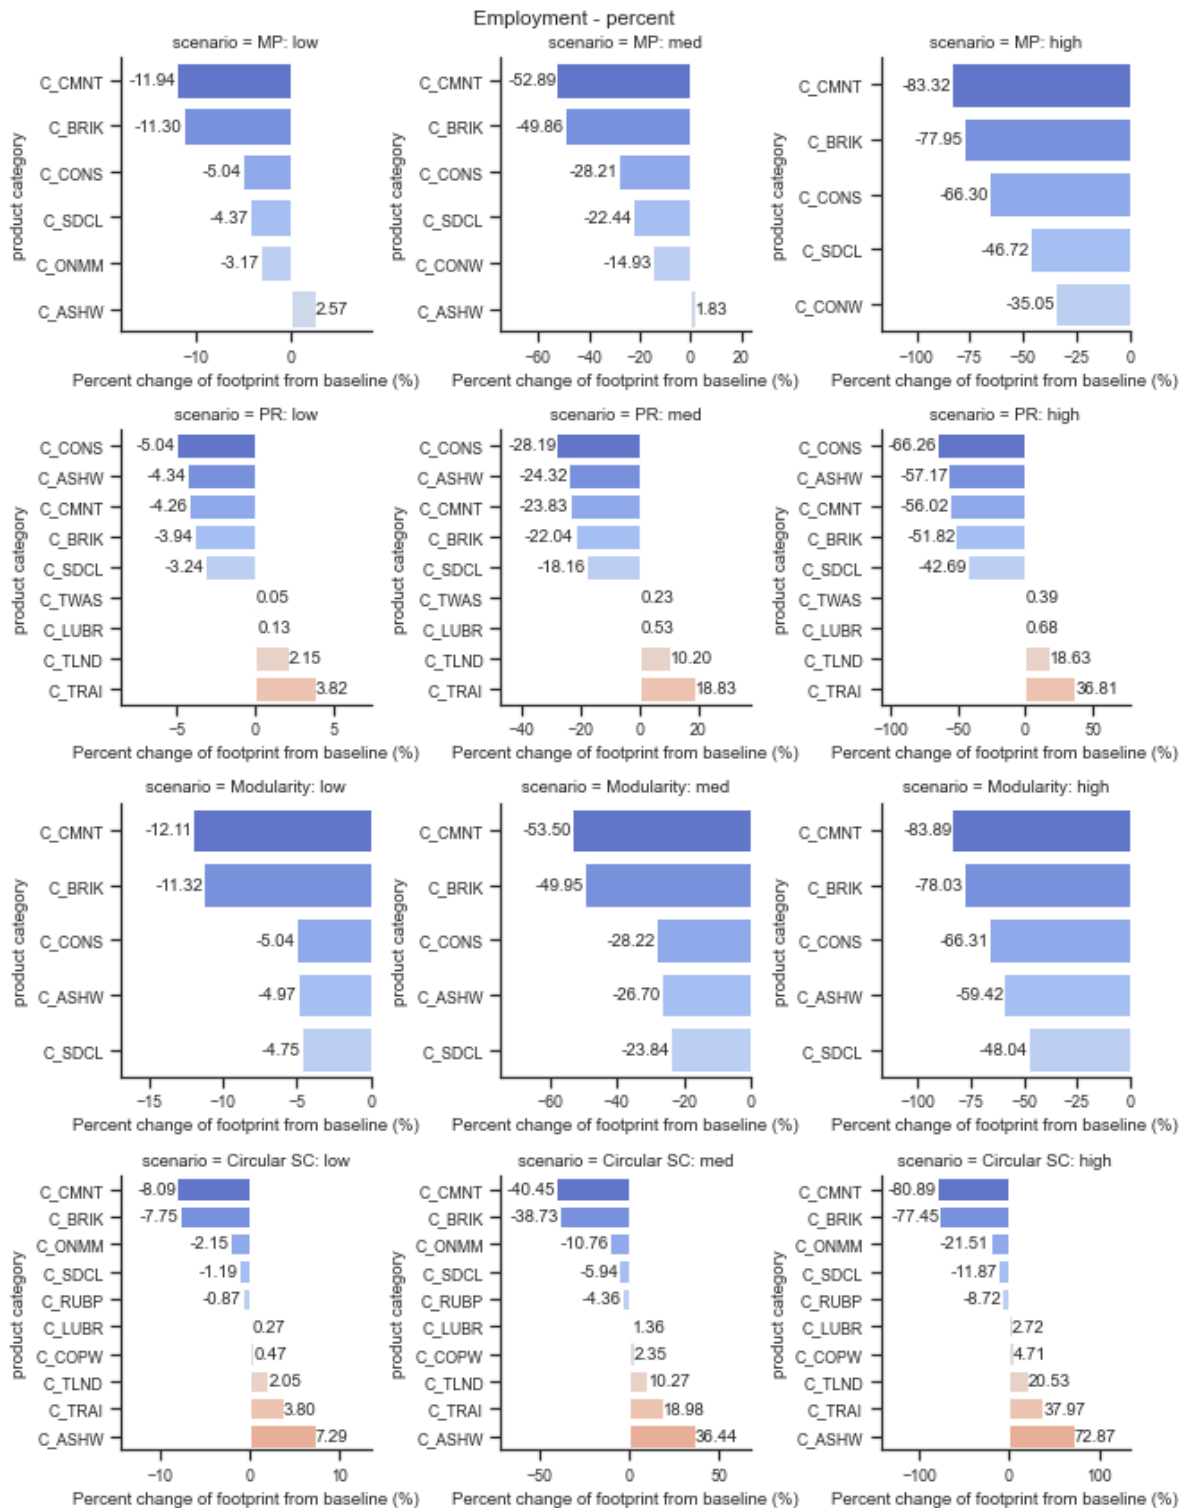 Employment - percent
scenario = MP: low
scenario = MP: med
scenario = MP: high
product category
C_CMNT
-11.94
C_BRIK
-11.30
C_CONS
-5.04
C_SDCL
-4.37
C_ONMM
-3.17
C_ASHW
2.57
-10
0
Percent change of footprint from baseline (%)
product category
C_CMNT
-52.89
C_BRIK
-49.86
C_CONS
-28.21
C_SDCL
-22.44
C_CONW
-14.93
C_ASHW
1.83
-60
-40
-20
0
20
Percent change of footprint from baseline (%)
product category
C_CMNT
-83.32
C_BRIK
-77.95
C_CONS
-66.30
C_SDCL
-46.72
C_CONW
-35.05
-100
-75
-50
-25
0
Percent change of footprint from baseline (%)
scenario = PR: low
scenario = PR: med
scenario = PR: high
product category
C_CONS
-5.04
C_ASHW
-4.34
C_CMNT
-4.26
C_BRIK
-3.94
C_SDCL
-3.24
C_TWAS
0.05
C_LUBR
0.13
C_TLND
2.15
C_TRAI
3.82
-5
0
5
Percent change of footprint from baseline (%)
product category
C_CONS
-28.19
C_ASHW
-24.32
C_CMNT
-23.83
C_BRIK
-22.04
C_SDCL
-18.16
C_TWAS
0.23
C_LUBR
0.53
C_TLND
10.20
C_TRAI
18.83
-40
-20
0
20
Percent change of footprint from baseline (%)
product category
C_CONS
-66.26
C_ASHW
-57.17
C_CMNT
-56.02
C_BRIK
-51.82
C_SDCL
-42.69
C_TWAS
0.39
C_LUBR
0.68
C_TLND
18.63
C_TRAI
36.81
-100
-50
0
50
Percent change of footprint from baseline (%)
scenario = Modularity: low
scenario = Modularity: med
scenario = Modularity: high
product category
C_CMNT
-12.11
C_BRIK
-11.32
C_CONS
-5.04
C_ASHW
-4.97
C_SDCL
-4.75
-15
-10
-5
0
Percent change of footprint from baseline (%)
product category
C_CMNT
-53.50
C_BRIK
-49.95
C_CONS
-28.22
C_ASHW
-26.70
C_SDCL
-23.84
-60
-40
-20
0
Percent change of footprint from baseline (%)
product category
C_CMNT
-83.89
C_BRIK
-78.03
C_CONS
-66.31
C_ASHW
-59.42
C_SDCL
-48.04
-100
-75
-50
-25
0
Percent change of footprint from baseline (%)
scenario = Circular SC: low
scenario = Circular SC: med
scenario = Circular SC: high
product category
C_CMNT
-8.09
C_BRIK
-7.75
C_ONMM
-2.15
C_SDCL
-1.19
C_RUBP
-0.87
C_LUBR
0.27
C_COPW
0.47
C_TLND
2.05
C_TRAI
3.80
C_ASHW
7.29
-10
0
10
Percent change of footprint from baseline (%)
product category
C_CMNT
-40.45
C_BRIK
-38.73
C_ONMM
-10.76
C_SDCL
-5.94
C_RUBP
-4.36
C_LUBR
1.36
C_COPW
2.35
C_TLND
10.27
C_TRAI
18.98
C_ASHW
36.44
-50
0
50
Percent change of footprint from baseline (%)
product category
C_CMNT
-80.89
C_BRIK
-77.45
C_ONMM
-21.51
C_SDCL
-11.87
C_RUBP
-8.72
C_LUBR
2.72
C_COPW
4.71
C_TLND
20.53
C_TRAI
37.97
C_ASHW
72.87
-100
0
100
Percent change of footprint from baseline (%)